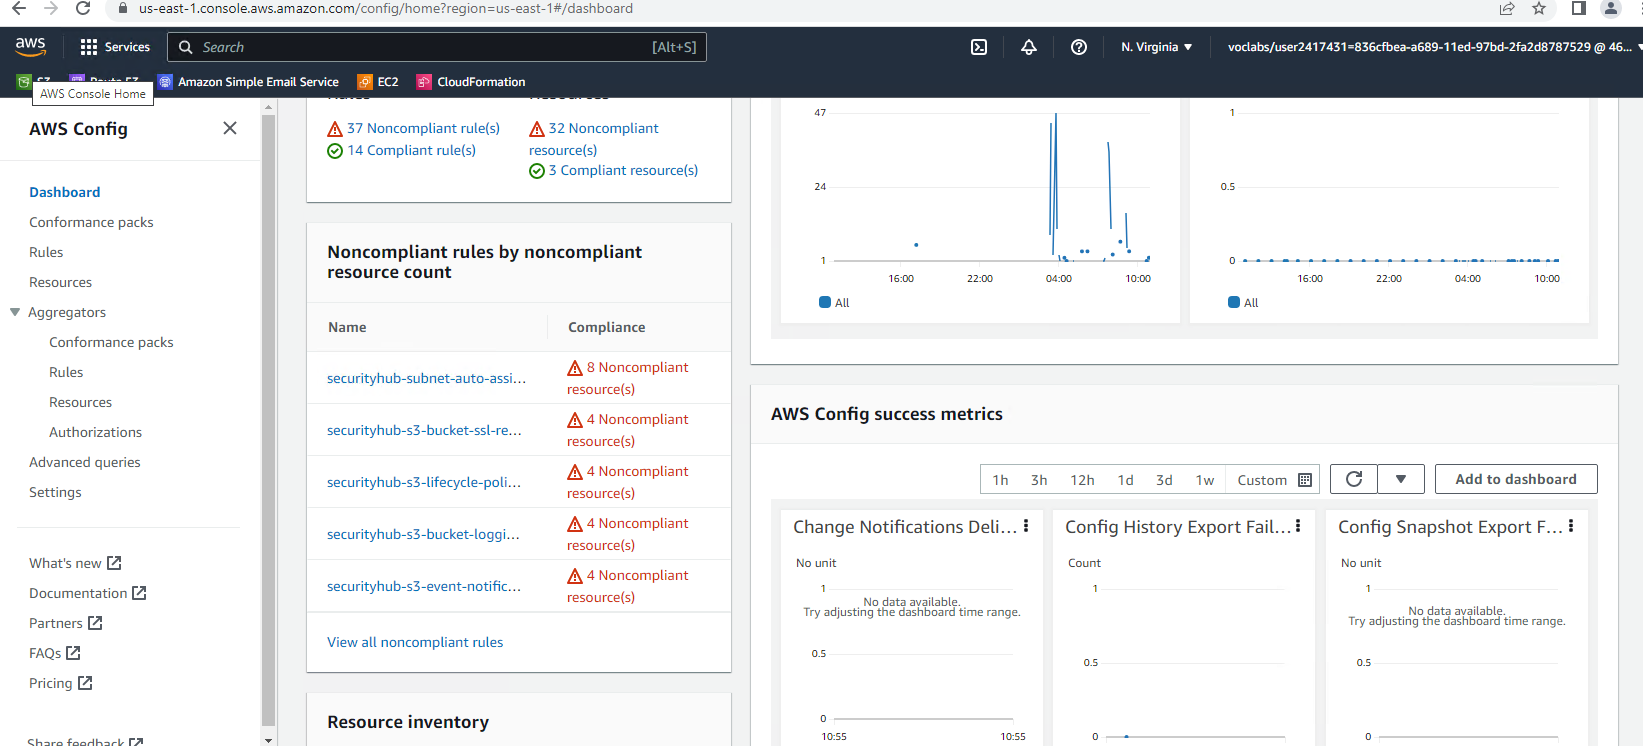 us-east-1.console.aws.amazon.com/config/home?region=us-east-1#/dashboard
aws
Services
Search
[Alt+S]
N. Virginia
voclabs/user2417431=836cfbea-a689-11ed-97bd-2fa2d8787529 @ 46...
S3
Route 53
Amazon Simple Email Service
EC2
CloudFormation
AWS Console Home
AWS Config
Dashboard
Conformance packs
Rules
Resources
Aggregators
Conformance packs
Rules
Resources
Authorizations
Advanced queries
Settings
What's new
Documentation
Partners
FAQs
Pricing
Share feedback
Rules
Resources
37 Noncompliant rule(s)
14 Compliant rule(s)
32 Noncompliant
resource(s)
3 Compliant resource(s)
Noncompliant rules by noncompliant
resource count
Name
Compliance
securityhub-subnet-auto-assi...
8 Noncompliant
resource(s)
securityhub-s3-bucket-ssl-re...
4 Noncompliant
resource(s)
securityhub-s3-lifecycle-poli...
4 Noncompliant
resource(s)
securityhub-s3-bucket-loggi...
4 Noncompliant
resource(s)
securityhub-s3-event-notific...
4 Noncompliant
resource(s)
View all noncompliant rules
Resource inventory
47
24
1
16:00
22:00
04:00
10:00
All
1
0.5
0
16:00
22:00
04:00
10:00
All
AWS Config success metrics
1h
3h
12h
1d
3d
1w
Custom
Add to dashboard
Change Notifications Deli...
No unit
1
No data available.
Try adjusting the dashboard time range.
0.5
0
10:55
10:55
Config History Export Fail...
Count
1
0.5
0
Config Snapshot Export F...
No unit
1
No data available.
Try adjusting the dashboard time range.
0.5
0